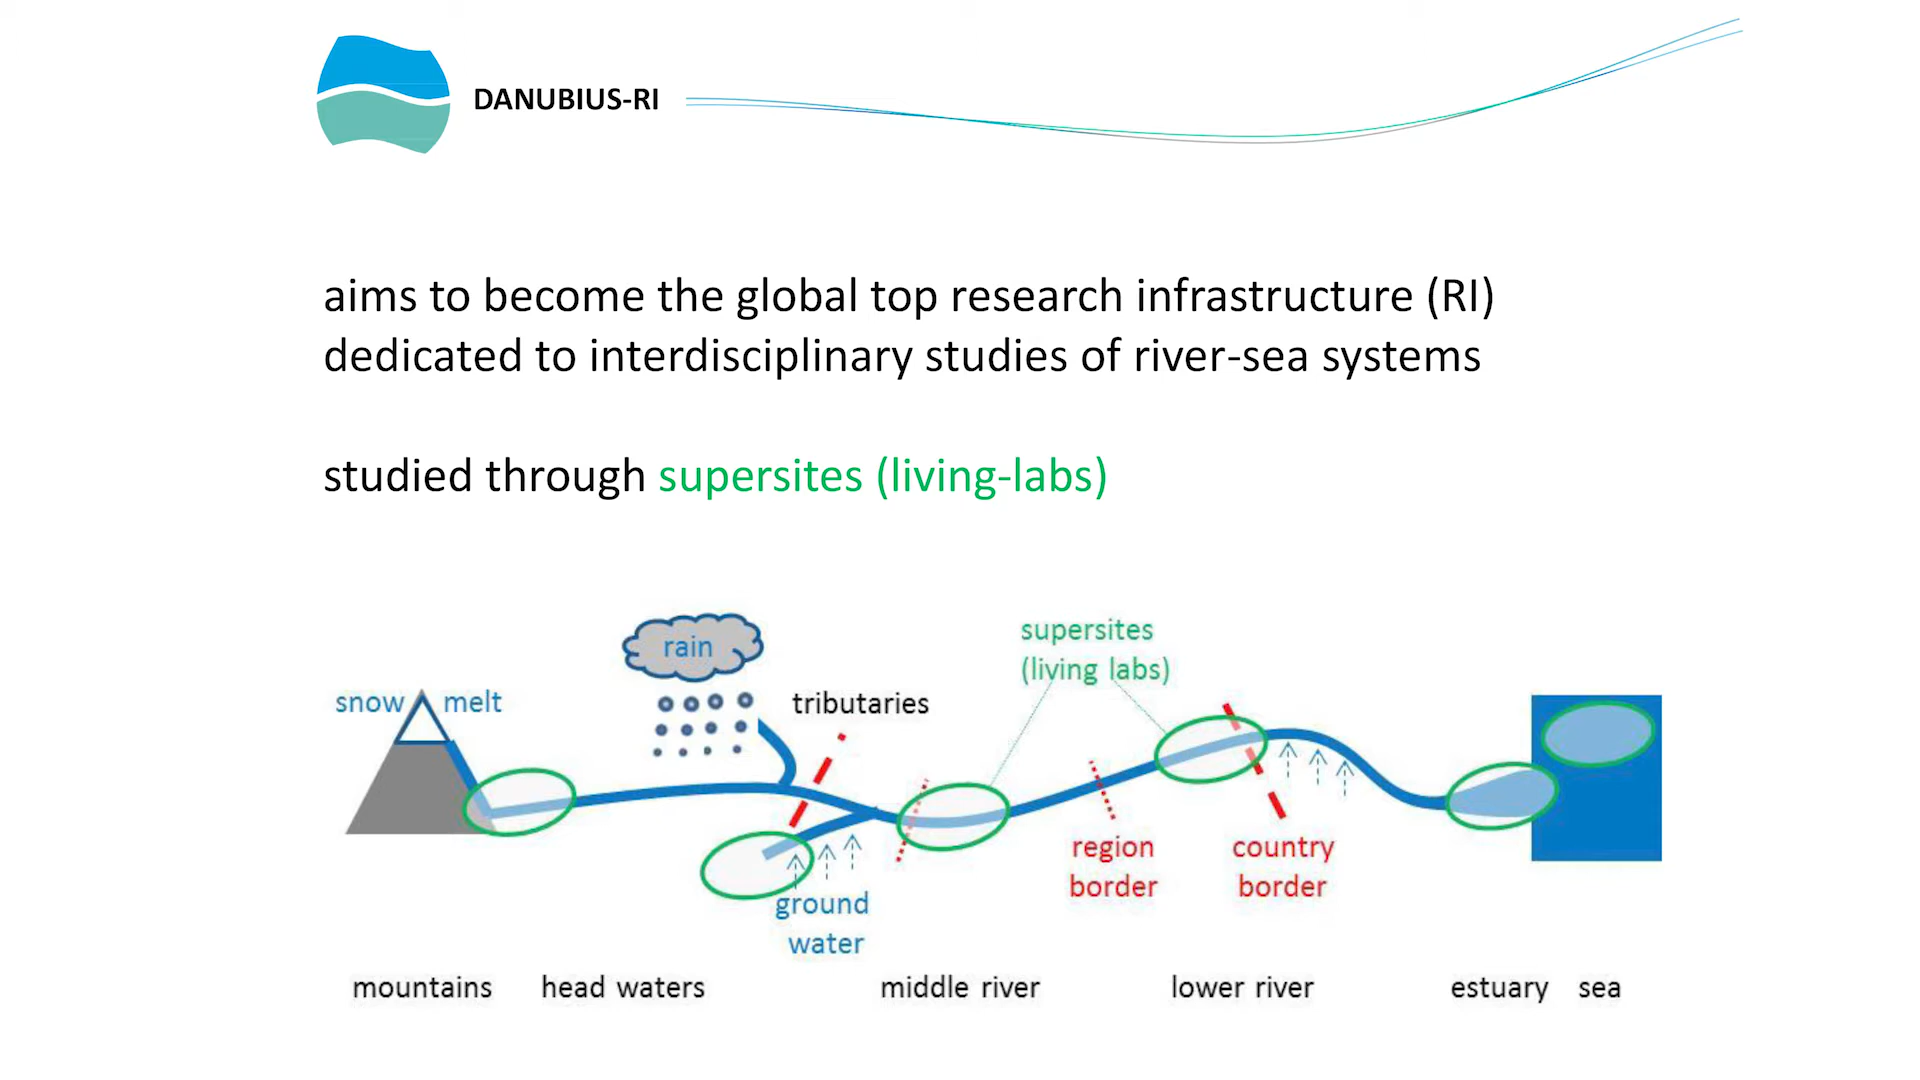 DANUBIUS-RI
aims to become the global top research infrastructure (RI)
dedicated to interdisciplinary studies of river-sea systems
studied through supersites (living-labs)
supersites
(living labs)
rain
snow melt
tributaries
region
border
country
border
ground
water
mountains head waters middle river lower river estuary sea